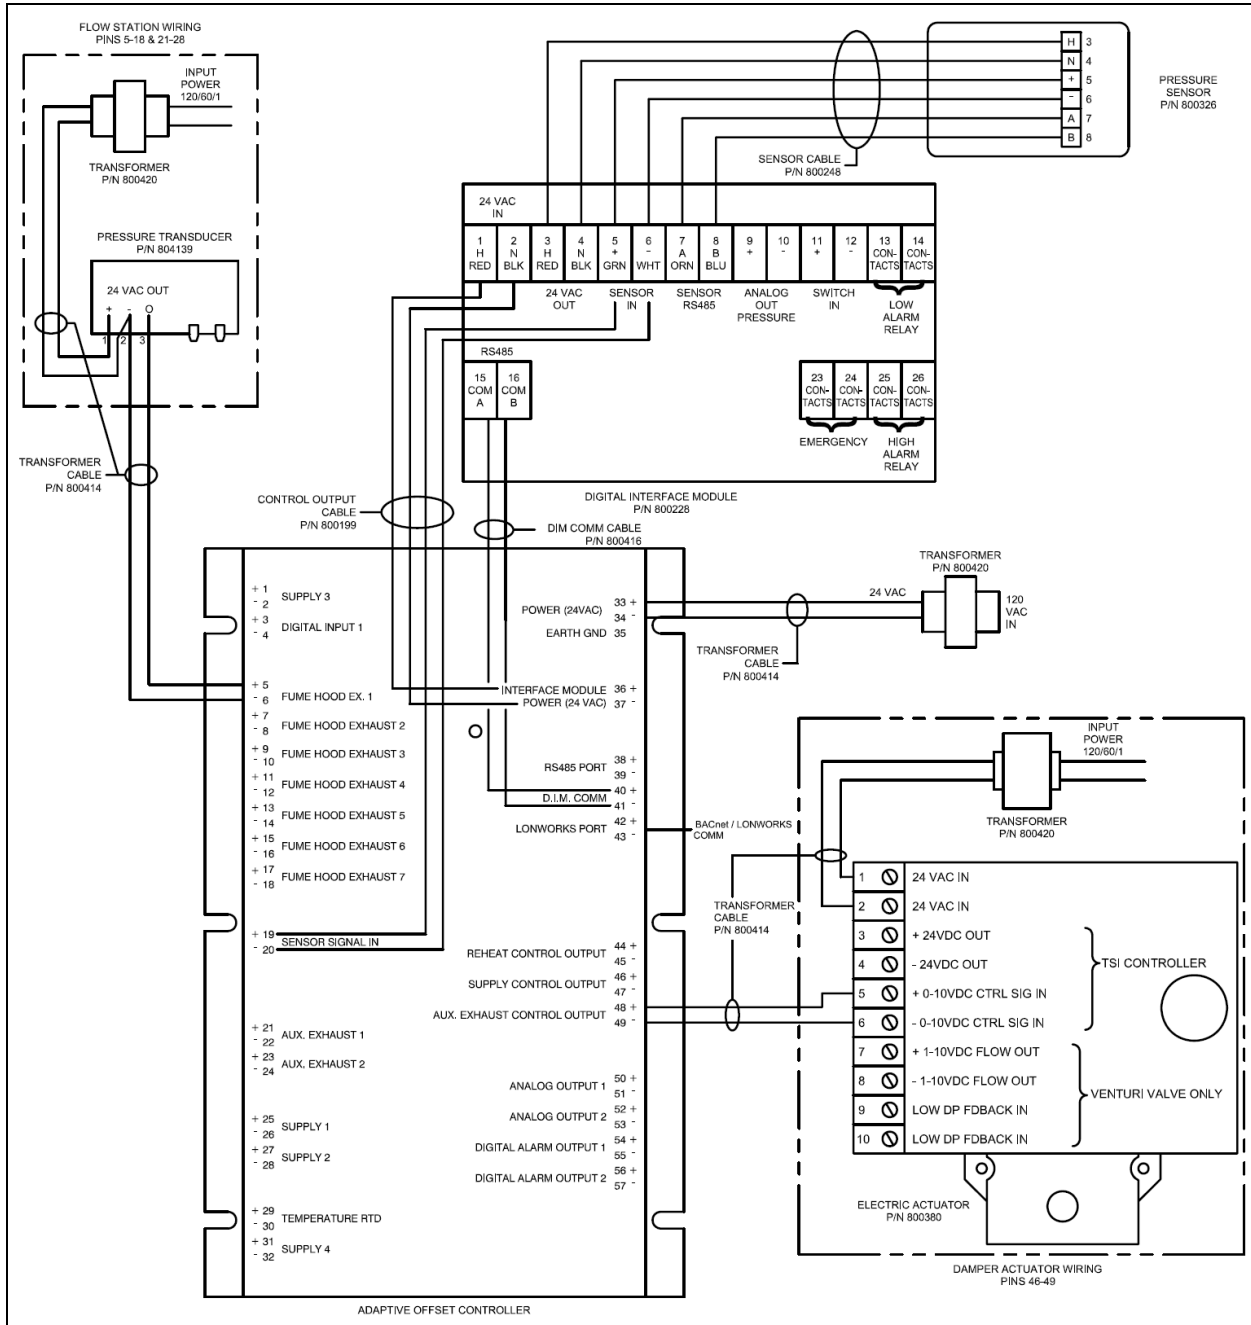 FLOW STATION WIRING
PINS 5-18 & 21-28
INPUT
POWER
120/60/1
TRANSFORMER
P/N 800420
PRESSURE TRANSDUCER
P/N 804139
24 VAC OUT
+ - O
1 2 3
TRANSFORMER
CABLE
P/N 800414
H 3
N 4
+ 5
- 6
A 7
B 8
PRESSURE
SENSOR
P/N 800326
SENSOR CABLE
P/N 800248
24 VAC
IN
1 H RED
2 N BLK
3 H RED
4 N BLK
5 + GRN
6 - WHT
7 A ORN
8 B BLU
9 +
10 -
11 +
12 -
13 CON-TACTS
14 CON-TACTS
24 VAC
OUT
SENSOR
IN
SENSOR
RS485
ANALOG
OUT
PRESSURE
SWITCH
IN
LOW
ALARM
RELAY
RS485
15 COM A
16 COM B
23 CON-TACTS
24 CON-TACTS
25 CON-TACTS
26 CON-TACTS
EMERGENCY
HIGH
ALARM
RELAY
DIGITAL INTERFACE MODULE
P/N 800228
CONTROL OUTPUT
CABLE
P/N 800199
DIM COMM CABLE
P/N 800416
+ 1
- 2
SUPPLY 3
+ 3
- 4
DIGITAL INPUT 1
+ 5
- 6
FUME HOOD EX. 1
+ 7
- 8
FUME HOOD EXHAUST 2
+ 9
- 10
FUME HOOD EXHAUST 3
+ 11
- 12
FUME HOOD EXHAUST 4
+ 13
- 14
FUME HOOD EXHAUST 5
+ 15
- 16
FUME HOOD EXHAUST 6
+ 17
- 18
FUME HOOD EXHAUST 7
+ 19
- 20
SENSOR SIGNAL IN
+ 21
- 22
AUX. EXHAUST 1
+ 23
- 24
AUX. EXHAUST 2
+ 25
- 26
SUPPLY 1
+ 27
- 28
SUPPLY 2
+ 29
- 30
TEMPERATURE RTD
+ 31
- 32
SUPPLY 4
POWER (24VAC)
33 +
34 -
EARTH GND 35
INTERFACE MODULE 36 +
POWER (24 VAC) 37 -
RS485 PORT
38 +
39 -
D.I.M. COMM
40 +
41 -
LONWORKS PORT
42 +
43 -
REHEAT CONTROL OUTPUT
44 +
45 -
SUPPLY CONTROL OUTPUT
46 +
47 -
AUX. EXHAUST CONTROL OUTPUT
48 +
49 -
ANALOG OUTPUT 1
50 +
51 -
ANALOG OUTPUT 2
52 +
53 -
DIGITAL ALARM OUTPUT 1
54 +
55 -
DIGITAL ALARM OUTPUT 2
56 +
57 -
ADAPTIVE OFFSET CONTROLLER
24 VAC
TRANSFORMER
P/N 800420
120
VAC
IN
TRANSFORMER
CABLE
P/N 800414
BACnet / LONWORKS
COMM
TRANSFORMER
CABLE
P/N 800414
INPUT
POWER
120/60/1
TRANSFORMER
P/N 800420
1 24 VAC IN
2 24 VAC IN
3 + 24VDC OUT
4 - 24VDC OUT
5 + 0-10VDC CTRL SIG IN
6 - 0-10VDC CTRL SIG IN
7 + 1-10VDC FLOW OUT
8 - 1-10VDC FLOW OUT
9 LOW DP FDBACK IN
10 LOW DP FDBACK IN
TSI CONTROLLER
VENTURI VALVE ONLY
ELECTRIC ACTUATOR
P/N 800380
DAMPER ACTUATOR WIRING
PINS 46-49